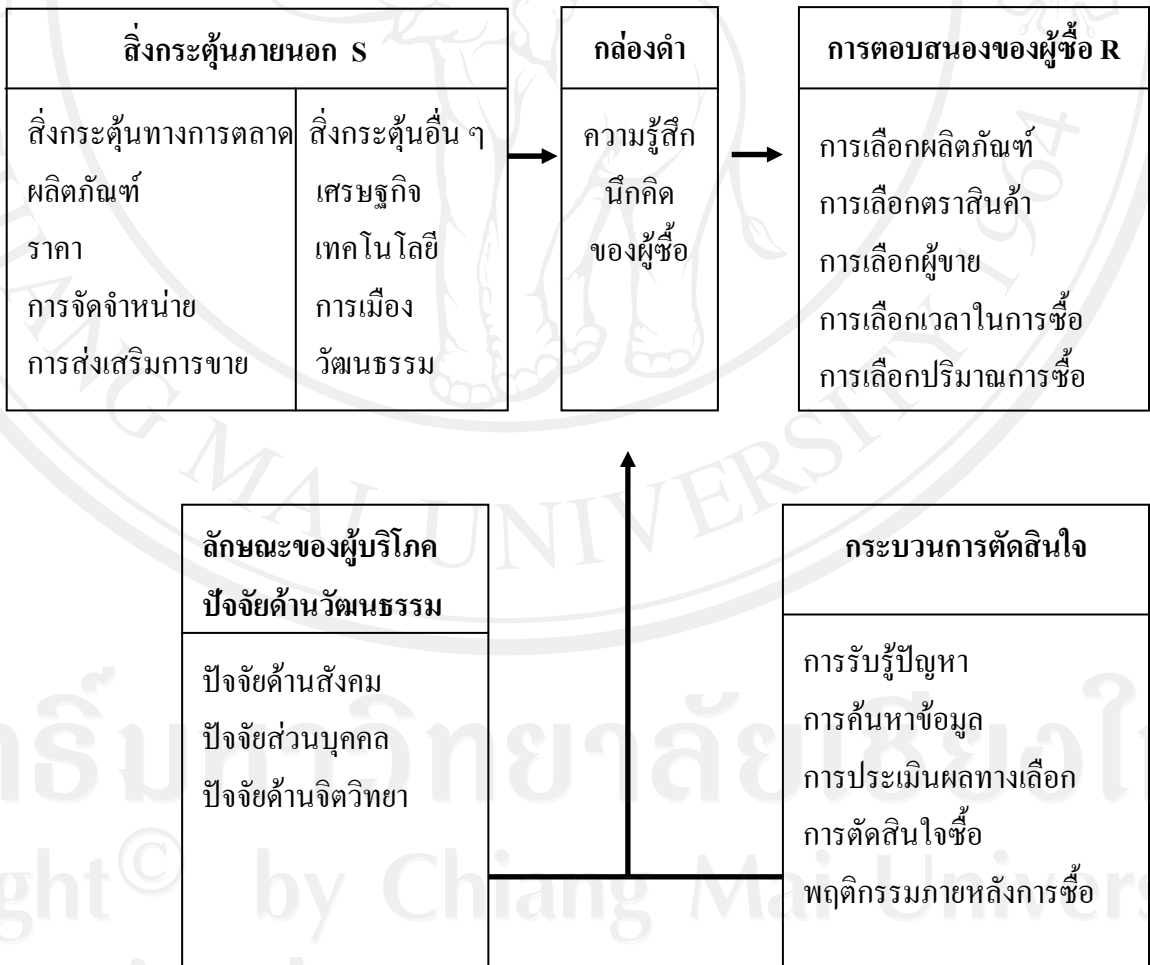 สิ่งกระตุ้นภายนอก S
สิ่งกระตุ้นทางการตลาด
ผลิตภัณฑ์
ราคา
การจัดจำหน่าย
การส่งเสริมการขาย
สิ่งกระตุ้นอื่น ๆ
เศรษฐกิจ
เทคโนโลยี
การเมือง
วัฒนธรรม
กล่องดำ
ความรู้สึก
นึกคิด
ของผู้ซื้อ
การตอบสนองของผู้ซื้อ R
การเลือกผลิตภัณฑ์
การเลือกตราสินค้า
การเลือกผู้ขาย
การเลือกเวลาในการซื้อ
การเลือกปริมาณการซื้อ
ลักษณะของผู้บริโภค
ปัจจัยด้านวัฒนธรรม
ปัจจัยด้านสังคม
ปัจจัยส่วนบุคคล
ปัจจัยด้านจิตวิทยา
กระบวนการตัดสินใจ
การรับรู้ปัญหา
การค้นหาข้อมูล
การประเมินผลทางเลือก
การตัดสินใจซื้อ
พฤติกรรมภายหลังการซื้อ
MAI UNIVERSITY 1964
by Chiang Mai